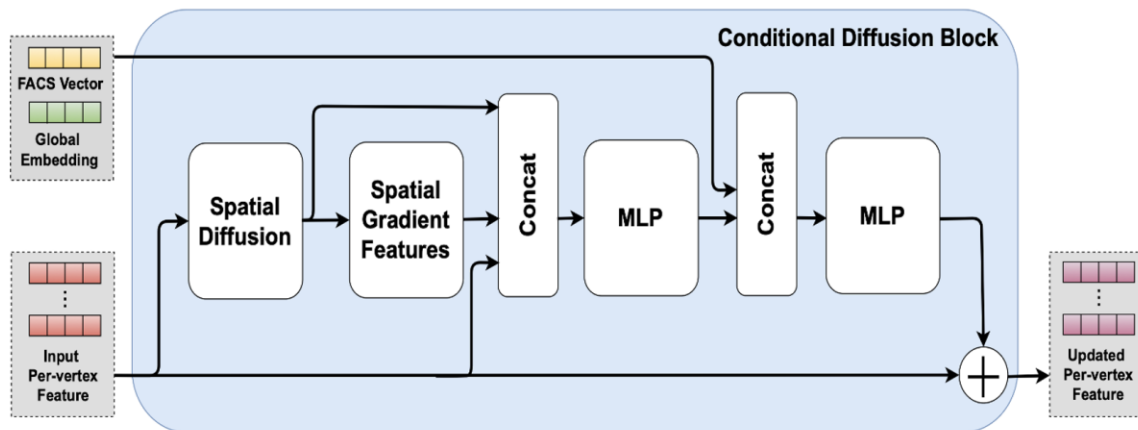 Conditional Diffusion Block
FACS Vector
Global
Embedding
Spatial
Diffusion
Spatial
Gradient
Features
Concat
MLP
Concat
MLP
Input
Per-vertex
Feature
Updated
Per-vertex
Feature